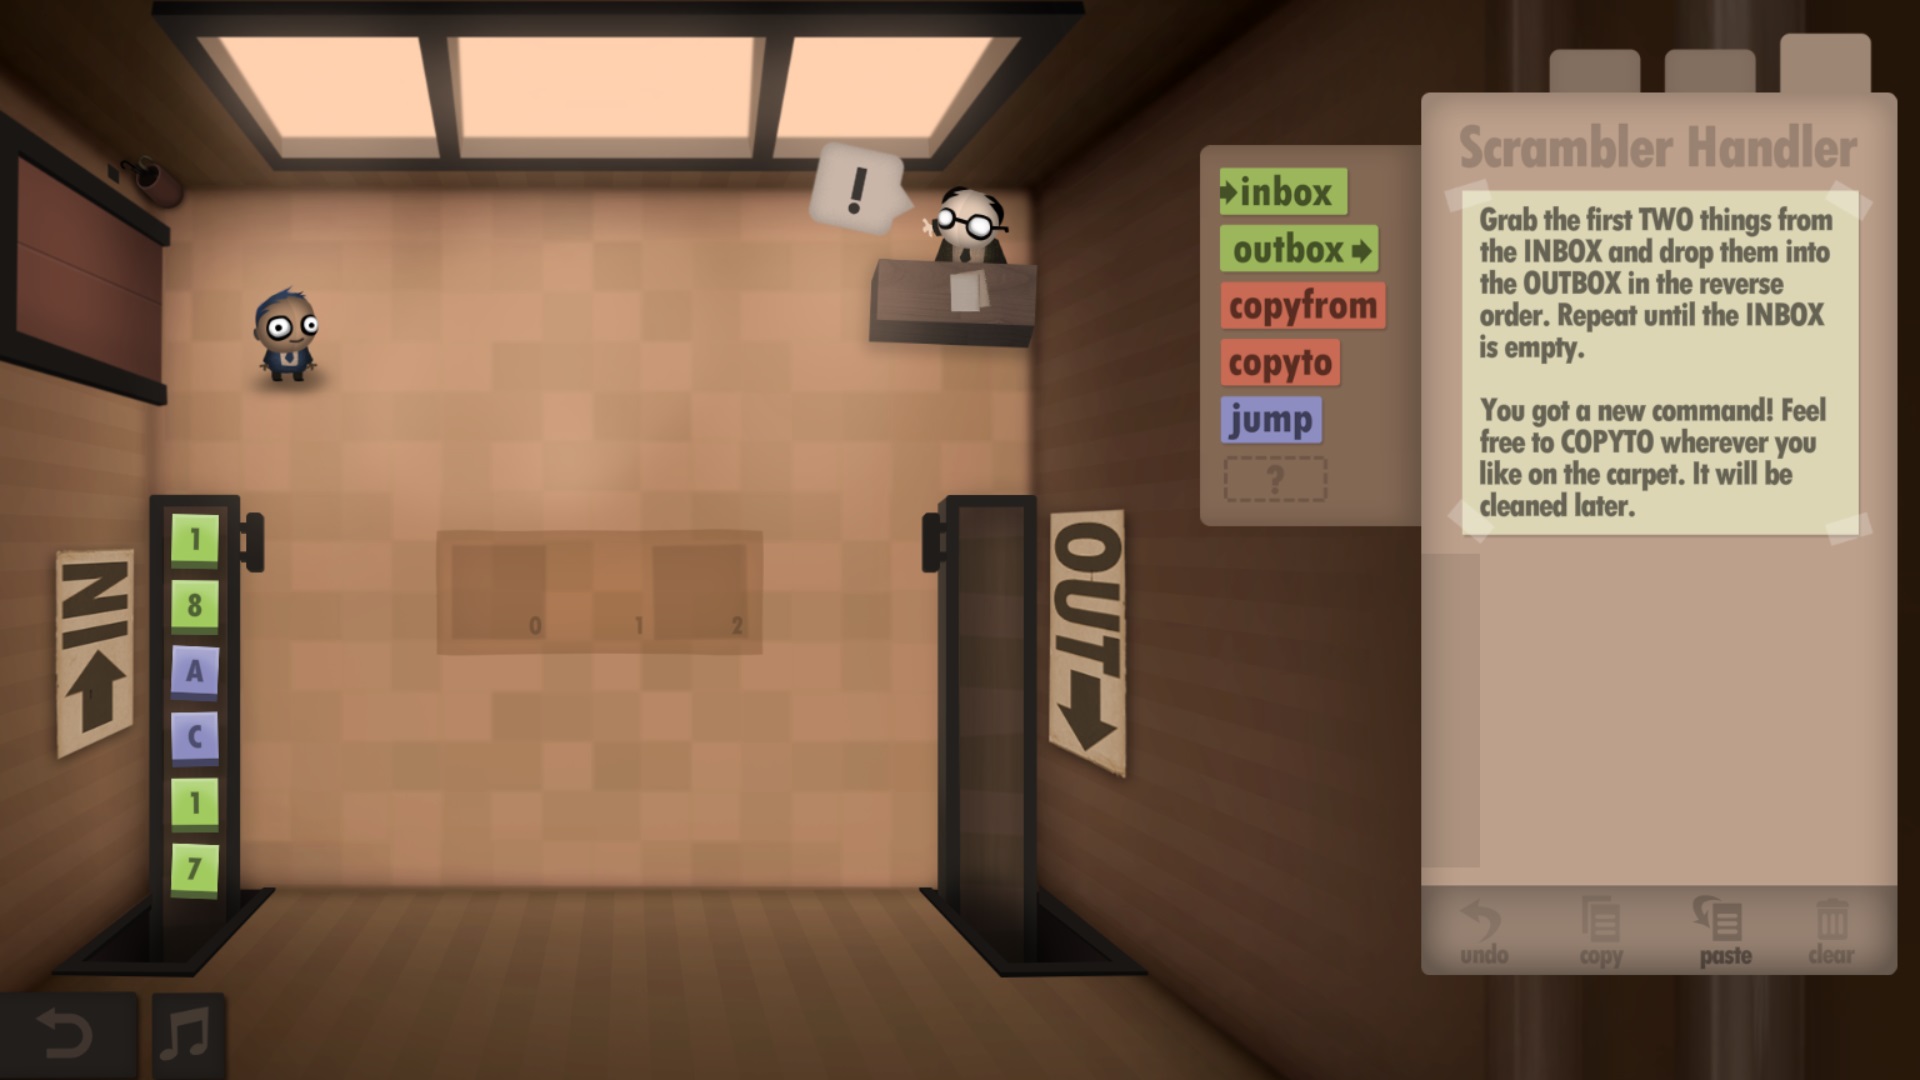 Scrambler Handler
Grab the first TWO things from
the INBOX and drop them into
the OUTBOX in the reverse
order. Repeat until the INBOX
is empty.
You got a new command! Feel
free to COPYTO wherever you
like on the carpet. It will be
cleaned later.
inbox
outbox
copyfrom
copyto
jump
?
!
IN
1
8
A
C
1
7
0
1
2
OUT
undo
copy
paste
clear